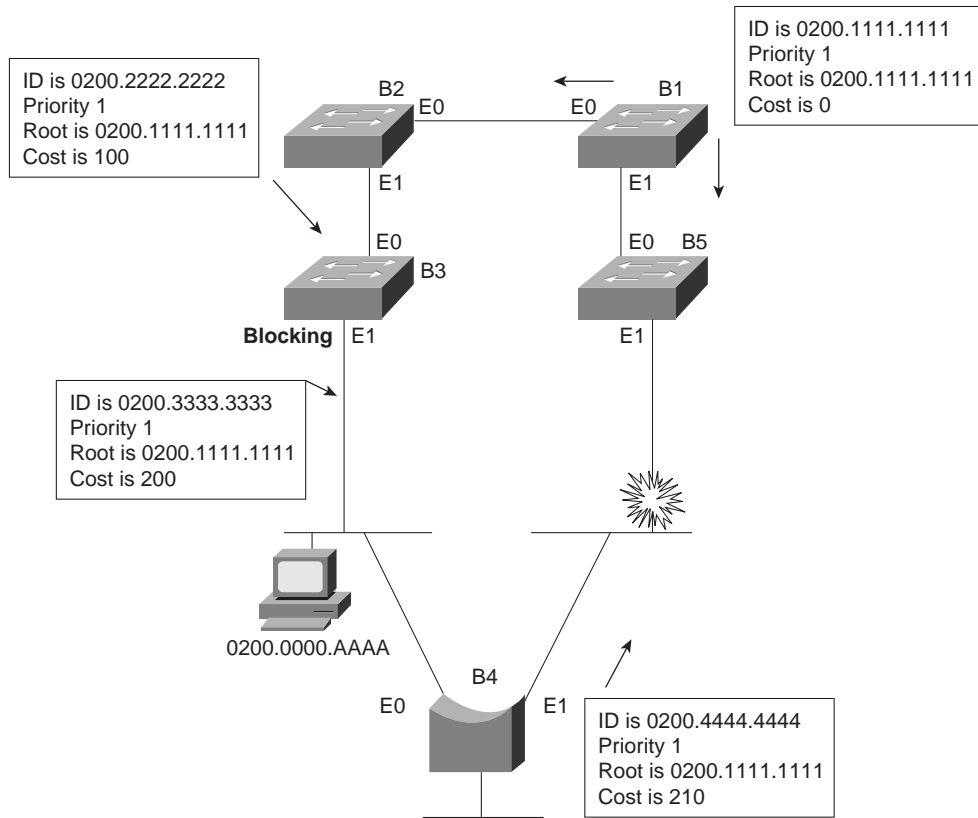 ID is 0200.1111.1111
Priority 1
Root is 0200.1111.1111
Cost is 0
ID is 0200.2222.2222
Priority 1
Root is 0200.1111.1111
Cost is 100
B2
E0
E0
B1
E1
E1
E0
B3
E0
B5
Blocking
E1
E1
ID is 0200.3333.3333
Priority 1
Root is 0200.1111.1111
Cost is 200
0200.0000.AAAA
B4
E0
E1
ID is 0200.4444.4444
Priority 1
Root is 0200.1111.1111
Cost is 210